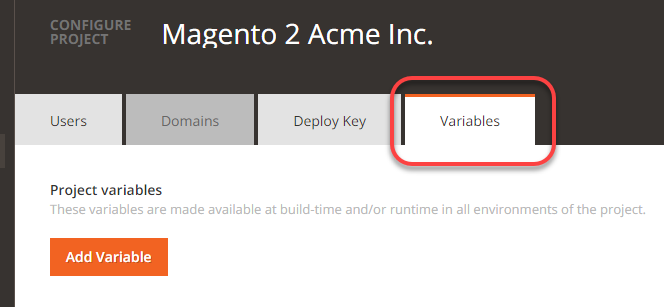 CONFIGURE
PROJECT
Magento 2 Acme Inc.
Users
Domains
Deploy Key
Variables
Project variables
These variables are made available at build-time and/or runtime in all environments of the project.
Add Variable